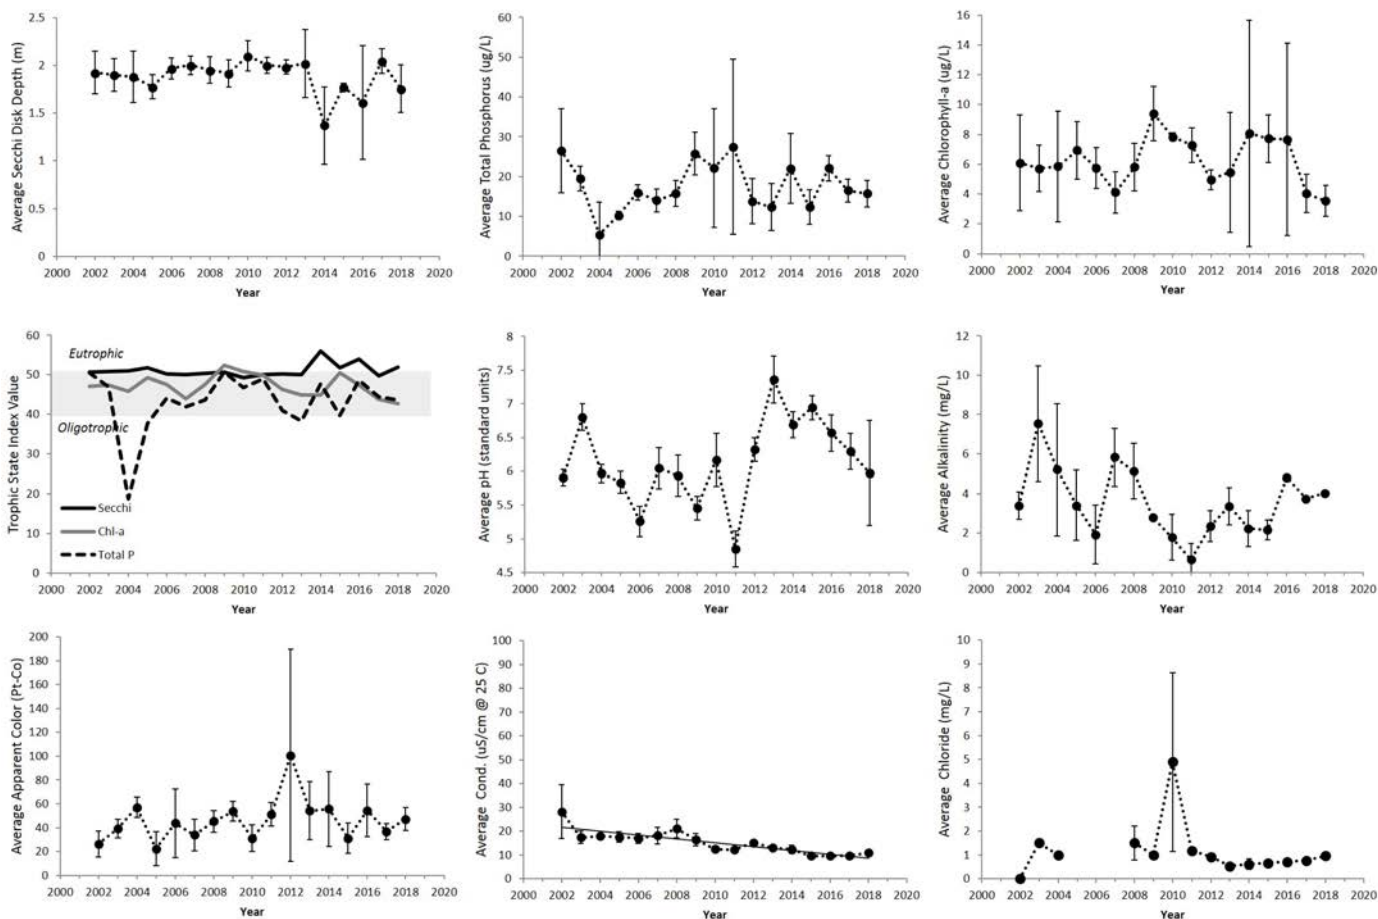 Average Secchi Disk Depth (m)
2.5
2
1.5
1
0.5
0
2000 2002 2004 2006 2008 2010 2012 2014 2016 2018 2020
Year
Average Total Phosphorus (ug/L)
60
50
40
30
20
10
0
2000 2002 2004 2006 2008 2010 2012 2014 2016 2018 2020
Year
Average Chlorophyll-a (ug/L)
16
14
12
10
8
6
4
2
0
2000 2002 2004 2006 2008 2010 2012 2014 2016 2018 2020
Year
Trophic State Index Value
60
50
40
30
20
10
0
Eutrophic
Oligotrophic
Secchi
Chl-a
Total P
2000 2002 2004 2006 2008 2010 2012 2014 2016 2018 2020
Year
Average pH (standard units)
8
7.5
7
6.5
6
5.5
5
4.5
2000 2002 2004 2006 2008 2010 2012 2014 2016 2018 2020
Year
Average Alkalinity (mg/L)
12
10
8
6
4
2
0
2000 2002 2004 2006 2008 2010 2012 2014 2016 2018 2020
Year
Average Apparent Color (Pt-Co)
200
180
160
140
120
100
80
60
40
20
0
2000 2002 2004 2006 2008 2010 2012 2014 2016 2018 2020
Year
Average Cond. (uS/cm @ 25 C)
100
90
80
70
60
50
40
30
20
10
0
2000 2002 2004 2006 2008 2010 2012 2014 2016 2018 2020
Year
Average Chloride (mg/L)
10
9
8
7
6
5
4
3
2
1
0
2000 2002 2004 2006 2008 2010 2012 2014 2016 2018 2020
Year